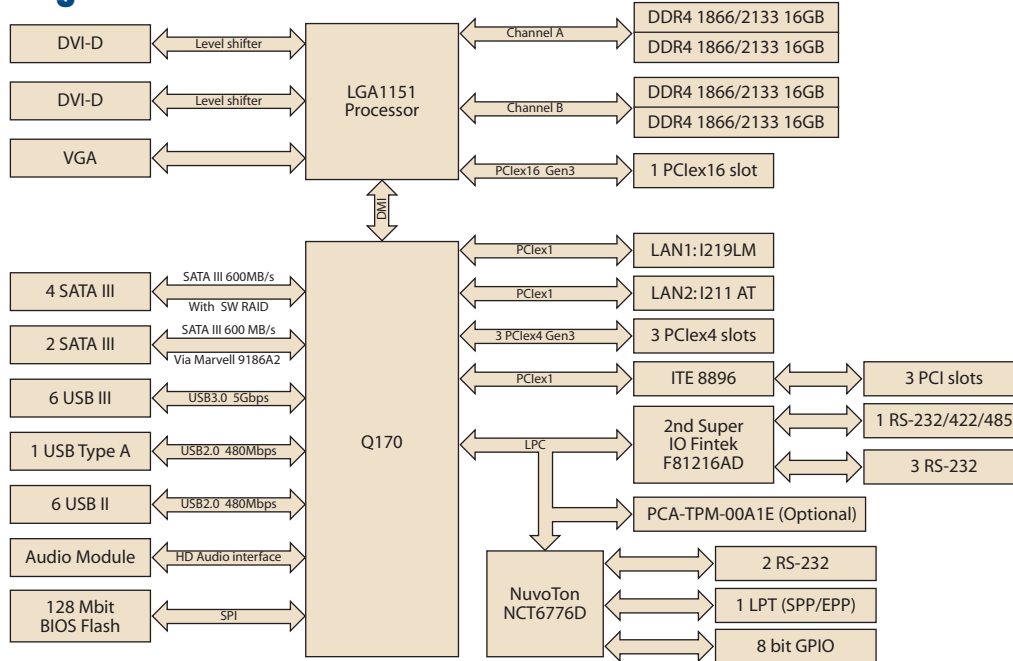 DVI-D
Level shifter
DVI-D
Level shifter
VGA
LGA1151
Processor
Channel A
DDR4 1866/2133 16GB
DDR4 1866/2133 16GB
Channel B
DDR4 1866/2133 16GB
DDR4 1866/2133 16GB
PCIex16 Gen3
1 PCIex16 slot
DMI
4 SATA III
SATA III 600MB/s
With SW RAID
2 SATA III
SATA III 600 MB/s
Via Marvell 9186A2
6 USB III
USB3.0 5Gbps
1 USB Type A
USB2.0 480Mbps
6 USB II
USB2.0 480Mbps
Audio Module
HD Audio interface
128 Mbit
BIOS Flash
SPI
Q170
PCIex1
LAN1: I219LM
PCIex1
LAN2: I211 AT
3 PCIex4 Gen3
3 PCIex4 slots
PCIex1
ITE 8896
3 PCI slots
LPC
2nd Super
IO Fintek
F81216AD
1 RS-232/422/485
3 RS-232
PCA-TPM-00A1E (Optional)
NuvoTon
NCT6776D
2 RS-232
1 LPT (SPP/EPP)
8 bit GPIO